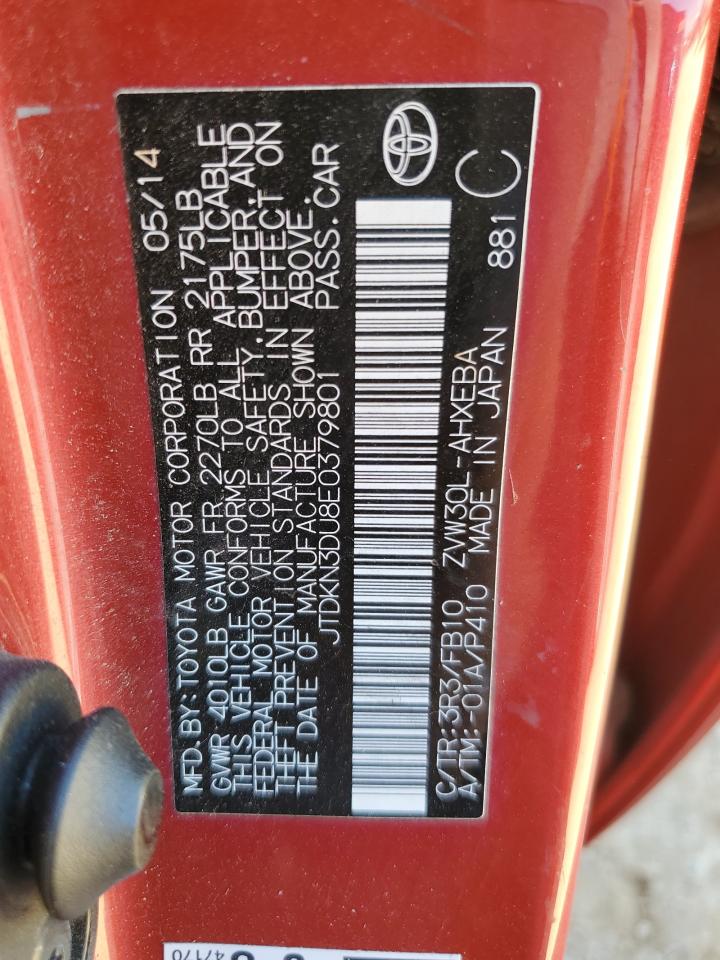 MFD. BY: TOYOTA MOTOR CORPORATION 05/14
GVWR 4010LB GAWR FR 2270LB RR 2175LB
THIS VEHICLE CONFORMS TO ALL APPLICABLE
FEDERAL MOTOR VEHICLE SAFETY, BUMPER, AND
THEFT PREVENTION STANDARDS IN EFFECT ON
THE DATE OF MANUFACTURE SHOWN ABOVE.
JTDKN3DU8E0379801 PASS. CAR
C/TR: 3R3/FB10 ZVW30L-AHXEBA
A/TM: -01A/P410 MADE IN JAPAN
881 C
47170